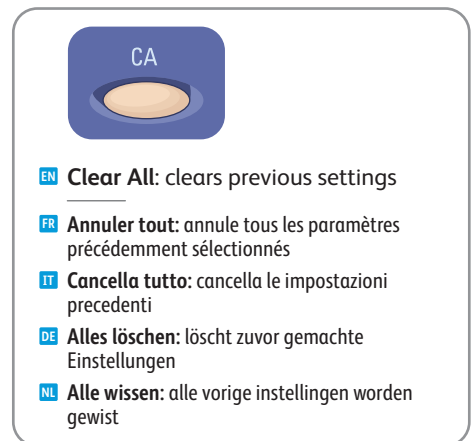 CA
EN Clear All: clears previous settings
FR Annuler tout: annule tous les paramètres
précédemment sélectionnés
IT Cancella tutto: cancella le impostazioni
precedenti
DE Alles löschen: löscht zuvor gemachte
Einstellungen
NL Alle wissen: alle vorige instellingen worden
gewist